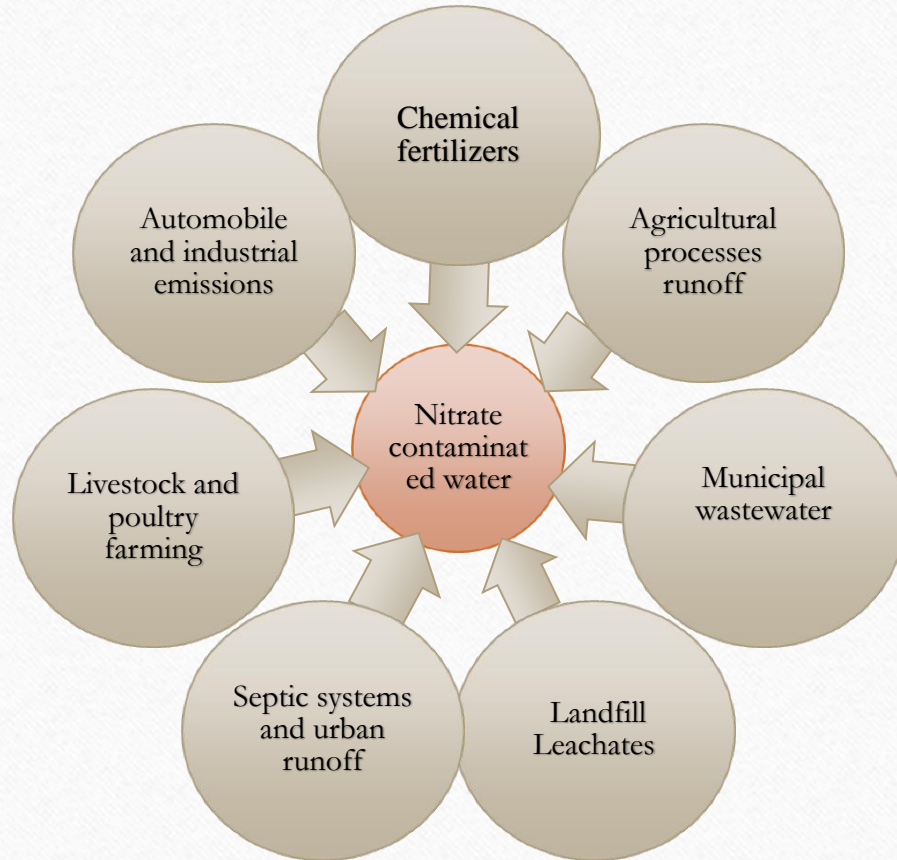 Chemical
fertilizers
Agricultural
processes
runoff
Municipal
wastewater
Landfill
Leachates
Septic systems
and urban
runoff
Livestock and
poultry
farming
Automobile
and industrial
emissions
Nitrate
contaminat
ed water